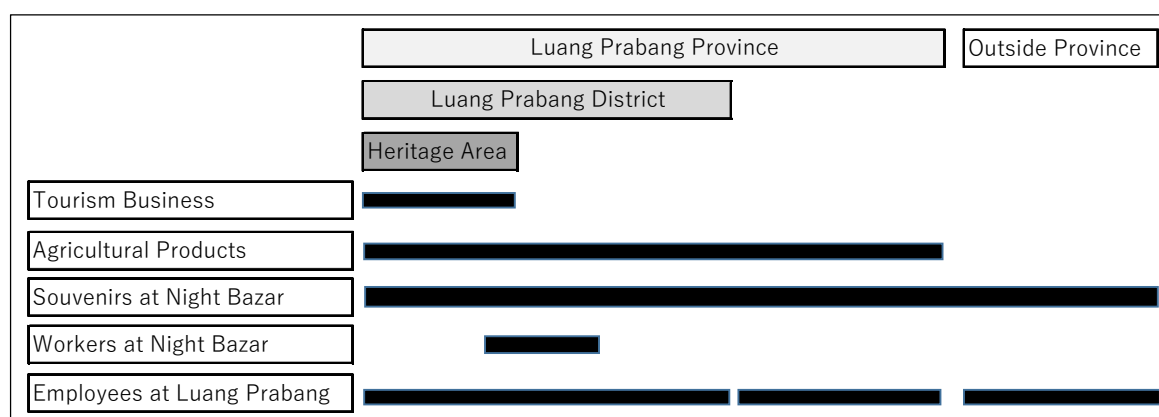 Luang Prabang Province
Outside Province
Luang Prabang District
Heritage Area
Tourism Business
Agricultural Products
Souvenirs at Night Bazar
Workers at Night Bazar
Employees at Luang Prabang